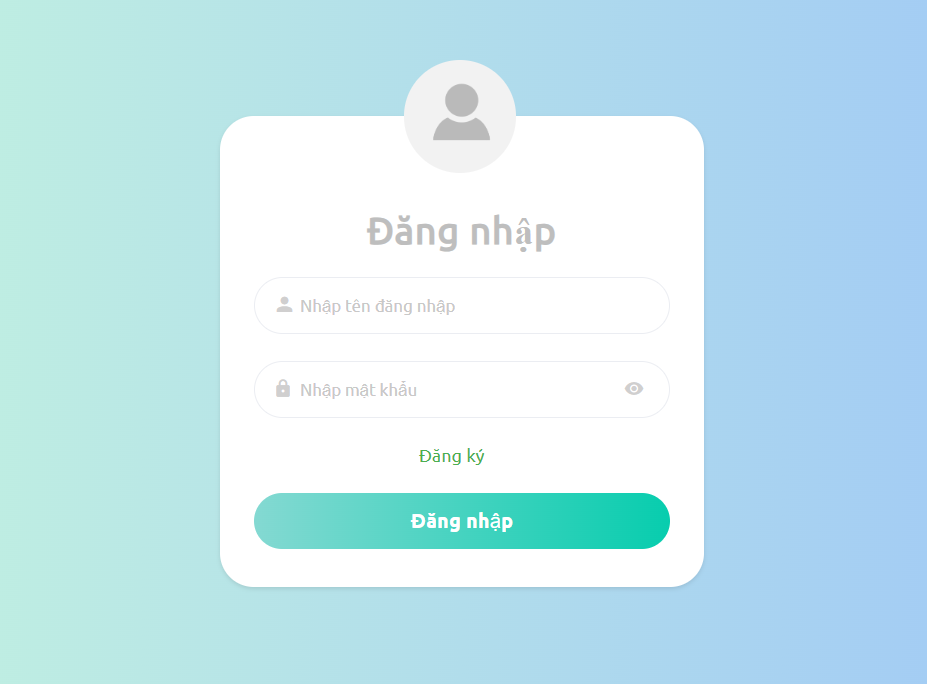 Đăng nhập
Nhập tên đăng nhập
Nhập mật khẩu
Đăng ký
Đăng nhập